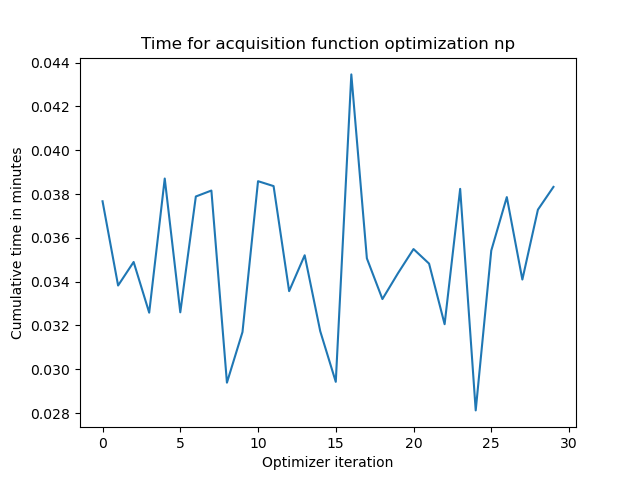 Time for acquisition function optimization np
0.044
0.042
0.040
0.038
0.036
0.034
0.032
0.030
0.028
Cumulative time in minutes
0 5 10 15 20 25 30
Optimizer iteration